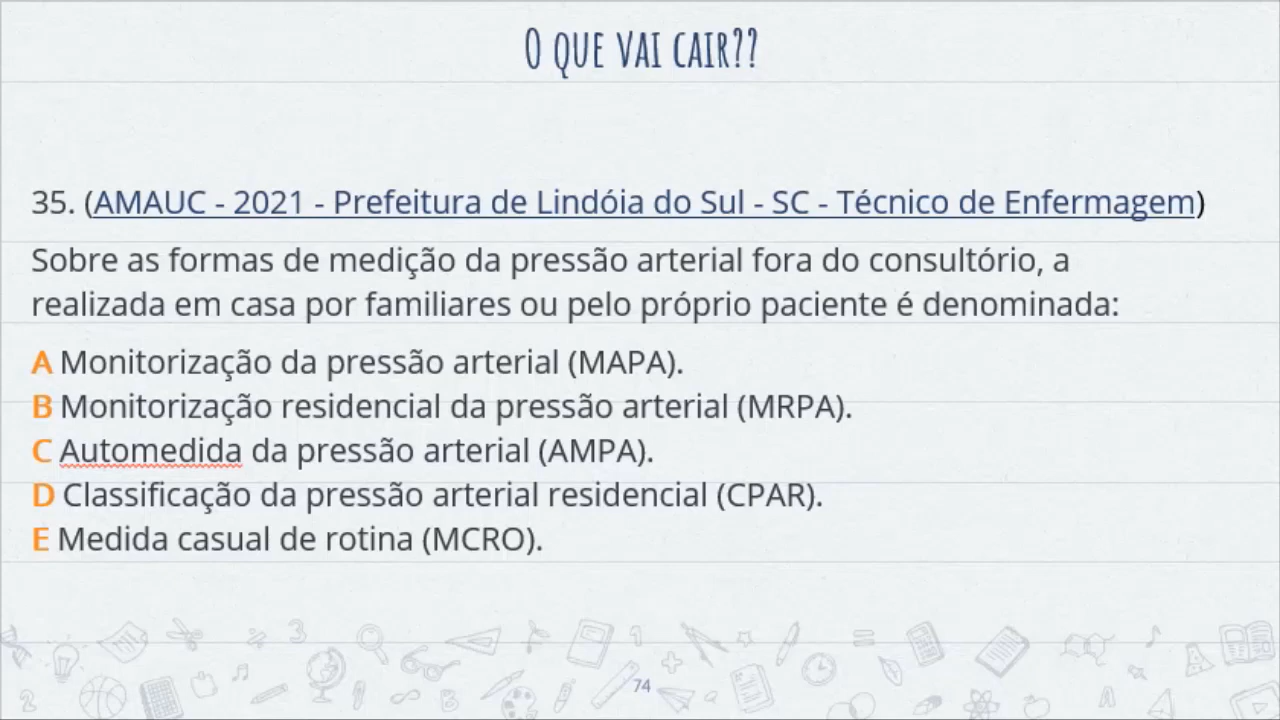 O QUE VAI CAIR??
35. (AMAUC - 2021 - Prefeitura de Lindóia do Sul - SC - Técnico de Enfermagem)
Sobre as formas de medição da pressão arterial fora do consultório, a
realizada em casa por familiares ou pelo próprio paciente é denominada:
A Monitorização da pressão arterial (MAPA).
B Monitorização residencial da pressão arterial (MRPA).
C Automedida da pressão arterial (AMPA).
D Classificação da pressão arterial residencial (CPAR).
E Medida casual de rotina (MCRO).
74